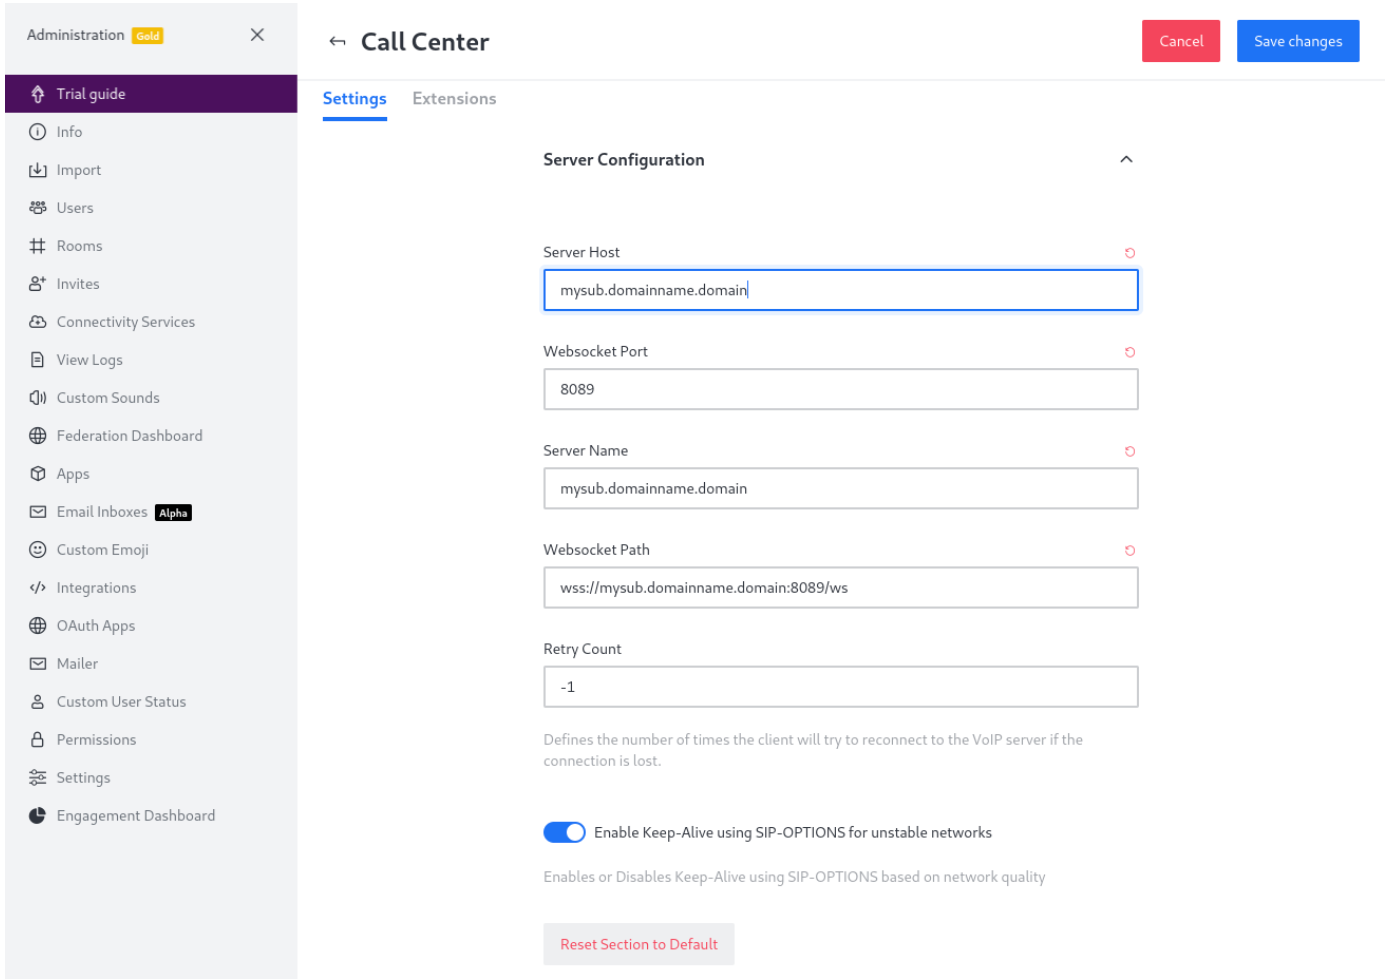 Administration Gold
Trial guide
Info
Import
Users
Rooms
Invites
Connectivity Services
View Logs
Custom Sounds
Federation Dashboard
Apps
Email Inboxes Alpha
Custom Emoji
Integrations
OAuth Apps
Mailer
Custom User Status
Permissions
Settings
Engagement Dashboard
Call Center
Cancel
Save changes
Settings
Extensions
Server Configuration
Server Host
mysub.domainname.domain
Websocket Port
8089
Server Name
mysub.domainname.domain
Websocket Path
wss://mysub.domainname.domain:8089/ws
Retry Count
-1
Defines the number of times the client will try to reconnect to the VoIP server if the
connection is lost.
Enable Keep-Alive using SIP-OPTIONS for unstable networks
Enables or Disables Keep-Alive using SIP-OPTIONS based on network quality
Reset Section to Default